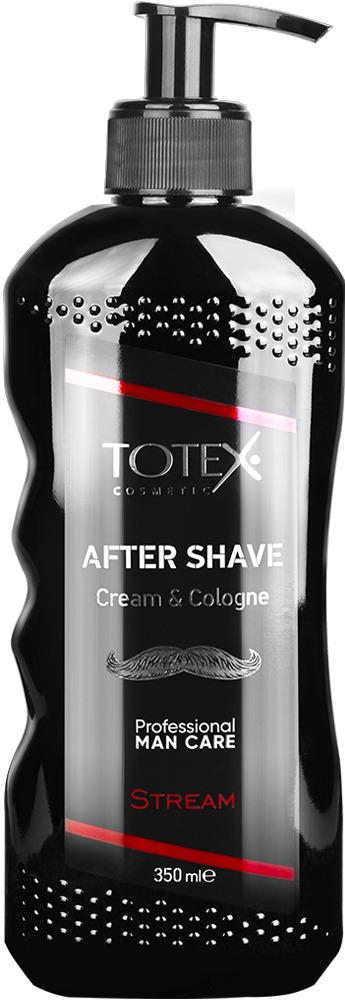 TOTEX
COSMETIC
AFTER SHAVE
Cream & Cologne
Professional
MAN CARE
STREAM
350 ml℮